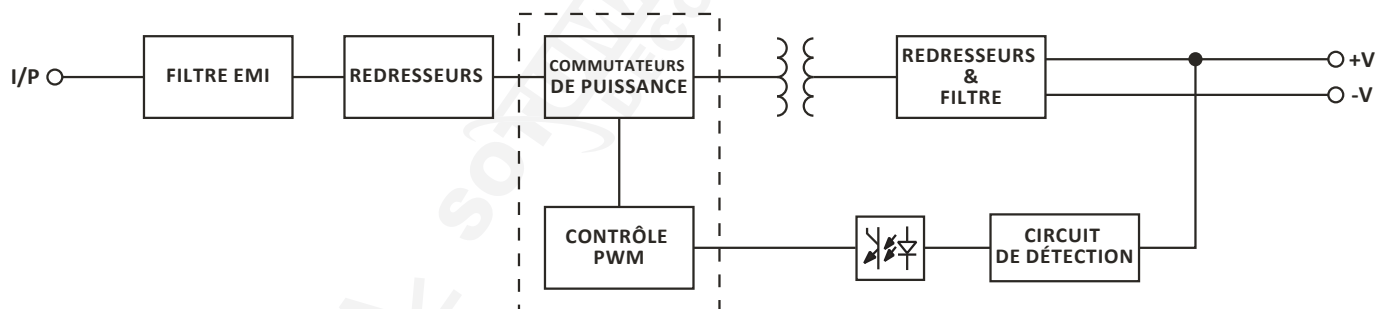 I/P
FILTRE EMI
REDRESSEURS
COMMUTATEURS
DE PUISSANCE
REDRESSEURS
&
FILTRE
+V
-V
CONTRÔLE
PWM
CIRCUIT
DE DÉTECTION